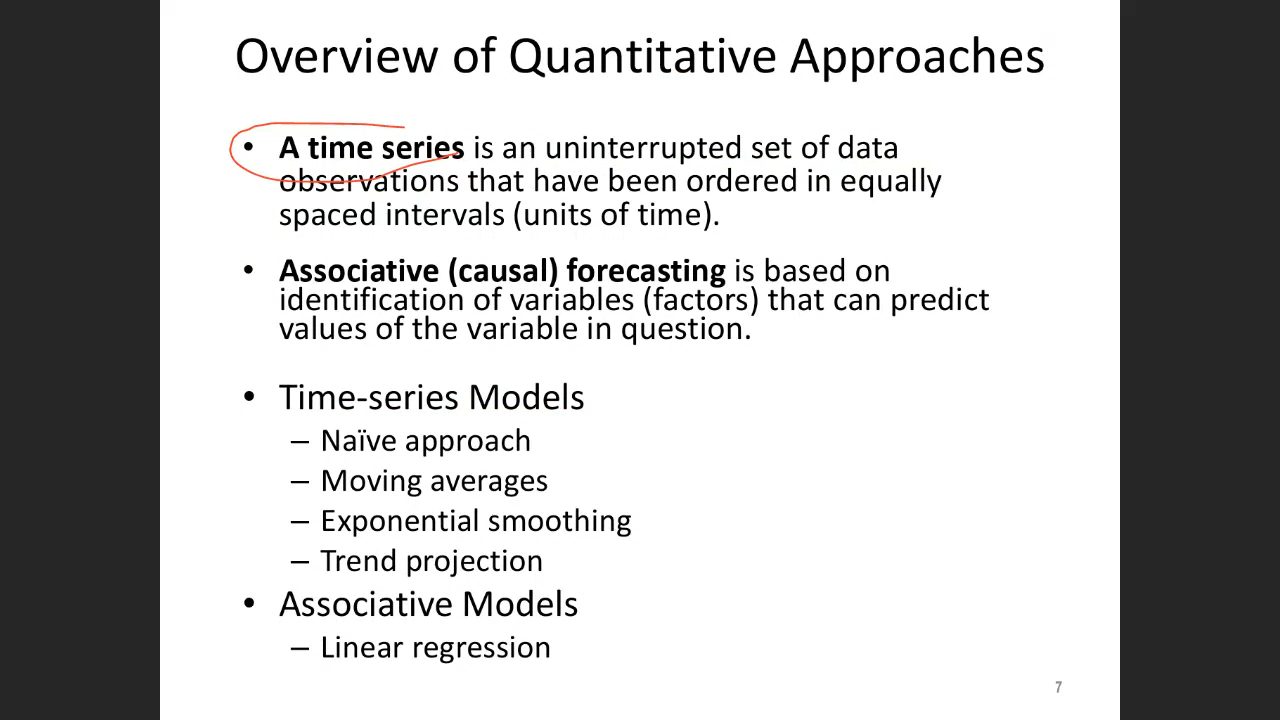 Overview of Quantitative Approaches
• A time series is an uninterrupted set of data
observations that have been ordered in equally
spaced intervals (units of time).
• Associative (causal) forecasting is based on
identification of variables (factors) that can predict
values of the variable in question.
• Time-series Models
– Naïve approach
– Moving averages
– Exponential smoothing
– Trend projection
• Associative Models
– Linear regression
7